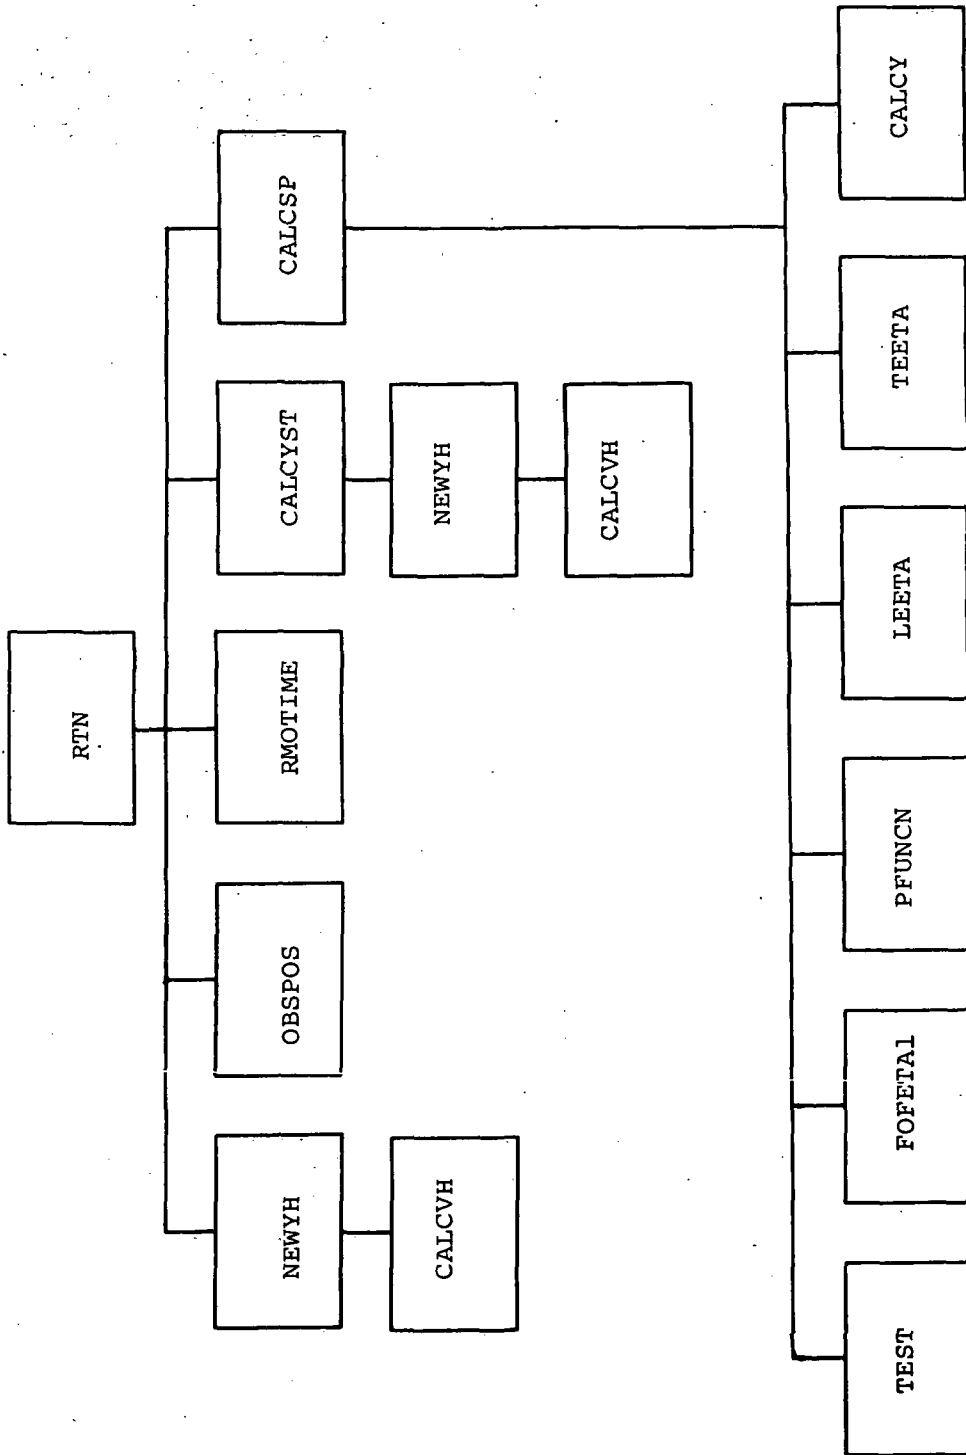 RTN
NEWYH
OBSPOS
RMOTIME
CALCYST
CALCSP
CALCVH
NEWYH
CALCVH
TEST
FOFETA1
PFUNCN
LEETA
TEETA
CALCY